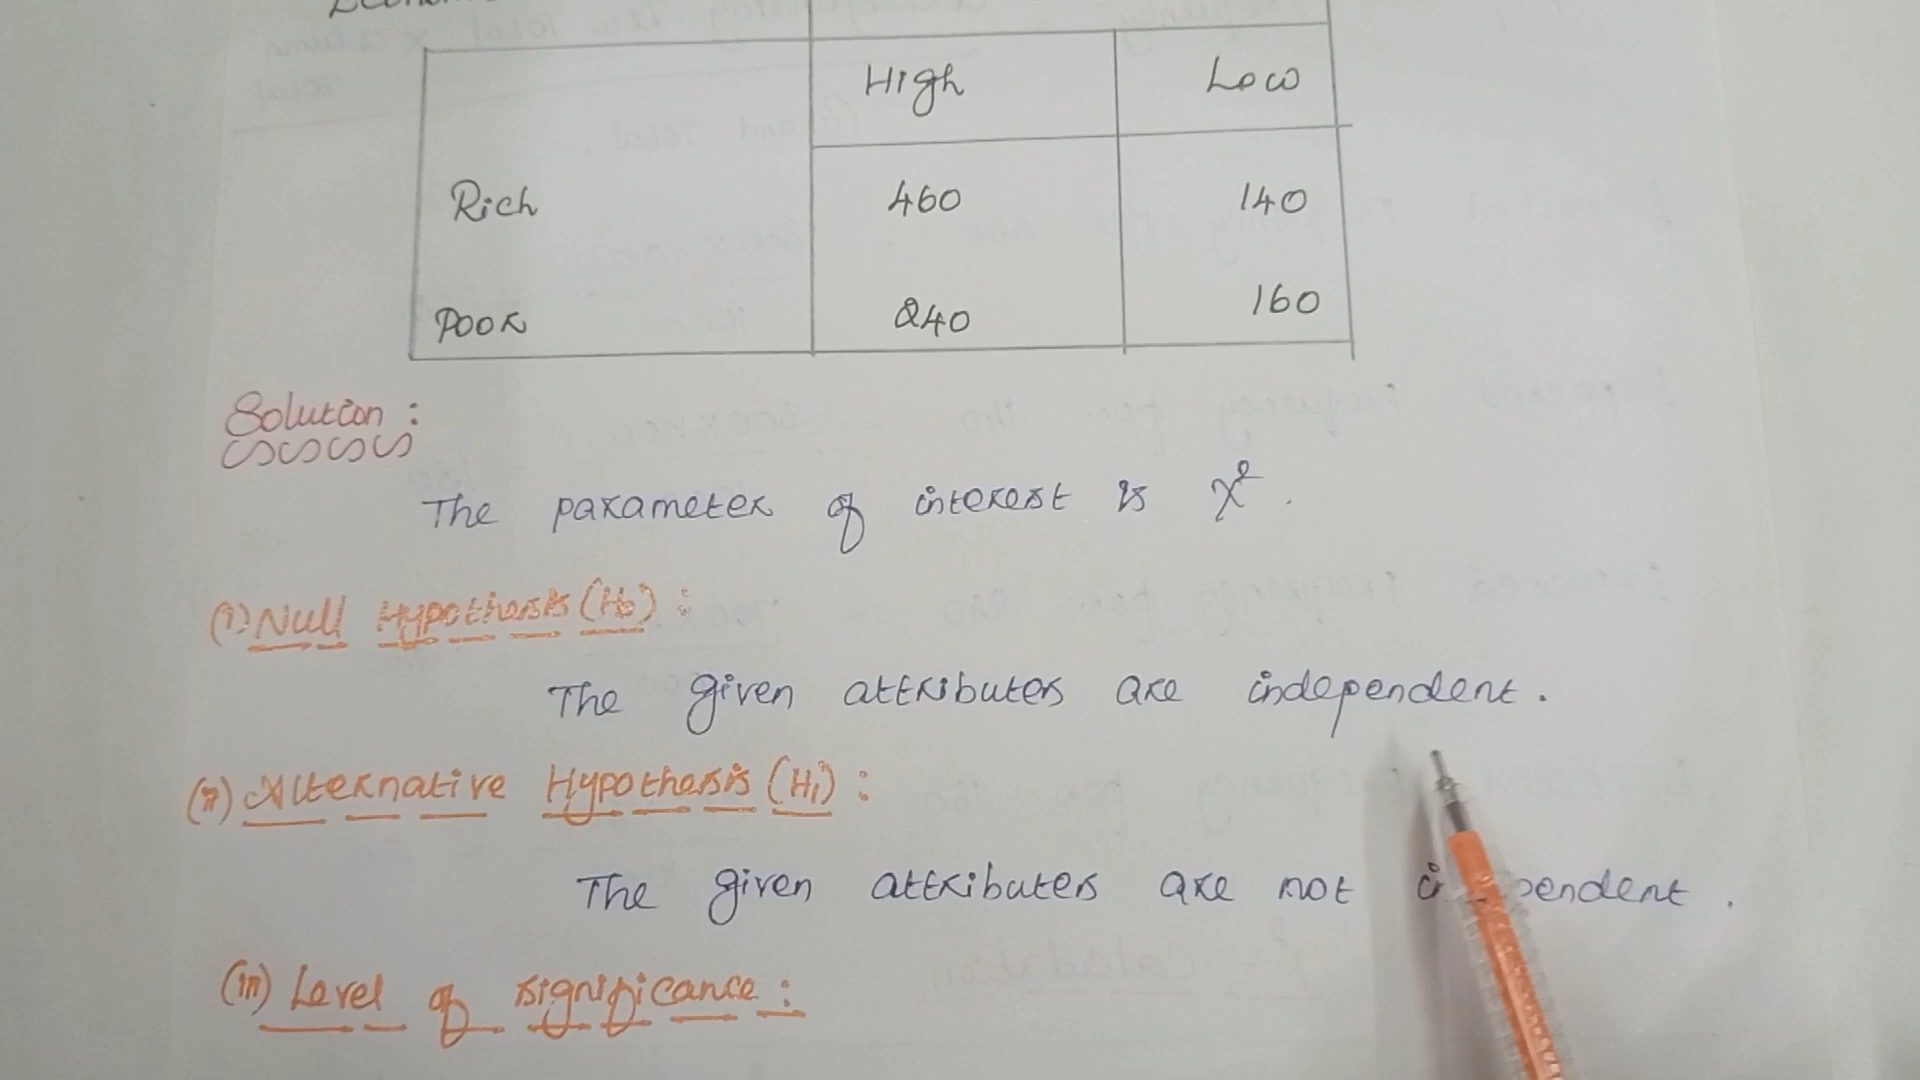 High Low
Rich 460 140
Poor 240 160
Solution :
The parameter of interest is χ² .
(i) Null Hypothesis (H₀) :
The given attributes are independent .
(ii) Alternative Hypothesis (H₁) :
The given attributes are not pendent .
(iii) Level of significance :